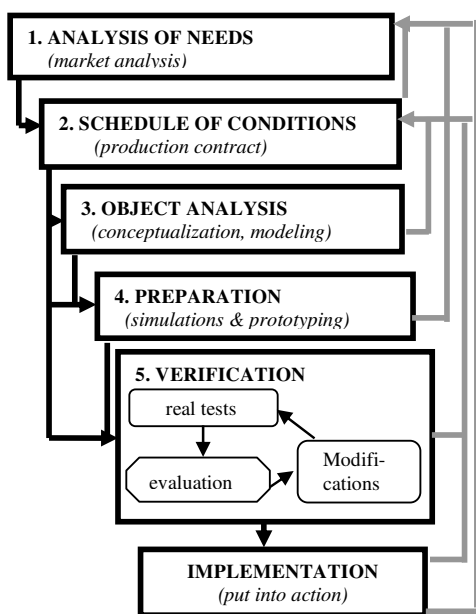 1. ANALYSIS OF NEEDS
(market analysis)
2. SCHEDULE OF CONDITIONS
(production contract)
3. OBJECT ANALYSIS
(conceptualization, modeling)
4. PREPARATION
(simulations & prototyping)
5. VERIFICATION
real tests
evaluation
Modifi-
cations
IMPLEMENTATION
(put into action)